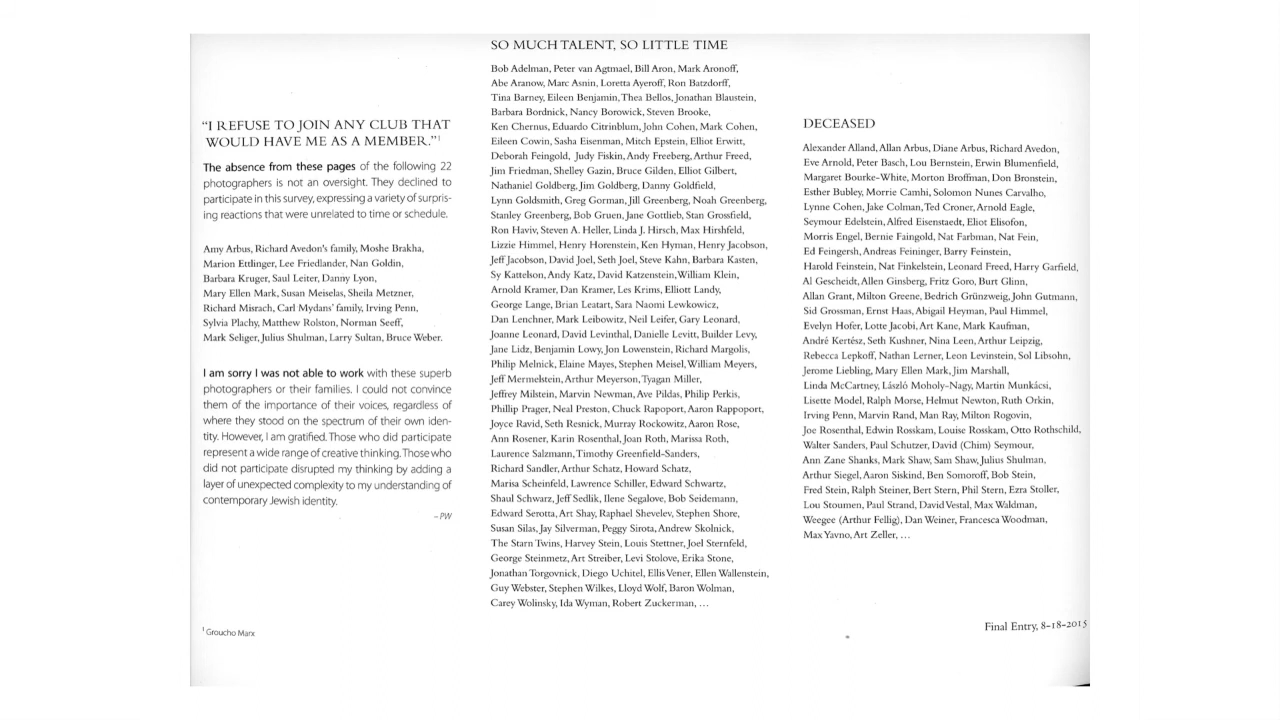 "I REFUSE TO JOIN ANY CLUB THAT
WOULD HAVE ME AS A MEMBER."¹
The absence from these pages of the following 22
photographers is not an oversight. They declined to
participate in this survey, expressing a variety of surpris-
ing reactions that were unrelated to time or schedule.
Amy Arbus, Richard Avedon's family, Moshe Brakha,
Marion Ettlinger, Lee Friedlander, Nan Goldin,
Barbara Kruger, Saul Leiter, Danny Lyon,
Mary Ellen Mark, Susan Meiselas, Sheila Metzner,
Richard Misrach, Carl Mydans' family, Irving Penn,
Sylvia Plachy, Matthew Rolston, Norman Seeff,
Mark Seliger, Julius Shulman, Larry Sultan, Bruce Weber.
I am sorry I was not able to work with these superb
photographers or their families. I could not convince
them of the importance of their voices, regardless of
where they stood on the spectrum of their own iden-
tity. However, I am gratified. Those who did participate
represent a wide range of creative thinking. Those who
did not participate disrupted my thinking by adding a
layer of unexpected complexity to my understanding of
contemporary Jewish identity.
–PW
¹ Groucho Marx
SO MUCH TALENT, SO LITTLE TIME
Bob Adelman, Peter van Agtmael, Bill Aron, Mark Aronoff,
Abe Aranow, Marc Asnin, Loretta Ayeroff, Ron Batzdorff,
Tina Barney, Eileen Benjamin, Thea Bellos, Jonathan Blaustein,
Barbara Bordnick, Nancy Borowick, Steven Brooke,
Ken Chernus, Eduardo Citrinblum, John Cohen, Mark Cohen,
Eileen Cowin, Sasha Eisenman, Mitch Epstein, Elliot Erwitt,
Deborah Feingold, Judy Fiskin, Andy Freeberg, Arthur Freed,
Jim Friedman, Shelley Gazin, Bruce Gilden, Elliot Gilbert,
Nathaniel Goldberg, Jim Goldberg, Danny Goldfield,
Lynn Goldsmith, Greg Gorman, Jill Greenberg, Noah Greenberg,
Stanley Greenberg, Bob Gruen, Jane Gottlieb, Stan Grossfield,
Ron Haviv, Steven A. Heller, Linda J. Hirsch, Max Hirshfeld,
Lizzie Himmel, Henry Horenstein, Ken Hyman, Henry Jacobson,
Jeff Jacobson, David Joel, Seth Joel, Steve Kahn, Barbara Kasten,
Sy Kattelson, Andy Katz, David Katzenstein, William Klein,
Arnold Kramer, Dan Kramer, Les Krims, Elliott Landy,
George Lange, Brian Leatart, Sara Naomi Lewkowicz,
Dan Lenchner, Mark Leibowitz, Neil Leifer, Gary Leonard,
Joanne Leonard, David Levinthal, Danielle Levitt, Builder Levy,
Jane Lidz, Benjamin Lowy, Jon Lowenstein, Richard Margolis,
Philip Melnick, Elaine Mayes, Stephen Meisel, William Meyers,
Jeff Mermelstein, Arthur Meyerson, Tyagan Miller,
Jeffrey Milstein, Marvin Newman, Ave Pildas, Philip Perkis,
Phillip Prager, Neal Preston, Chuck Rapoport, Aaron Rappoport,
Joyce Ravid, Seth Resnick, Murray Rockowitz, Aaron Rose,
Ann Rosener, Karin Rosenthal, Joan Roth, Marissa Roth,
Laurence Salzmann, Timothy Greenfield-Sanders,
Richard Sandler, Arthur Schatz, Howard Schatz,
Marisa Scheinfeld, Lawrence Schiller, Edward Schwartz,
Shaul Schwarz, Jeff Sedlik, Ilene Segalove, Bob Seidemann,
Edward Serotta, Art Shay, Raphael Shevelev, Stephen Shore,
Susan Silas, Jay Silverman, Peggy Sirota, Andrew Skolnick,
The Starn Twins, Harvey Stein, Louis Stettner, Joel Sternfeld,
George Steinmetz, Art Streiber, Levi Stolove, Erika Stone,
Jonathan Torgovnick, Diego Uchitel, Ellis Vener, Ellen Wallenstein,
Guy Webster, Stephen Wilkes, Lloyd Wolf, Baron Wolman,
Carey Wolinsky, Ida Wyman, Robert Zuckerman, …
DECEASED
Alexander Alland, Allan Arbus, Diane Arbus, Richard Avedon,
Eve Arnold, Peter Basch, Lou Bernstein, Erwin Blumenfield,
Margaret Bourke-White, Morton Broffman, Don Bronstein,
Esther Bubley, Morrie Camhi, Solomon Nunes Carvalho,
Lynne Cohen, Jake Colman, Ted Croner, Arnold Eagle,
Seymour Edelstein, Alfred Eisenstaedt, Eliot Elisofon,
Morris Engel, Bernie Faingold, Nat Farbman, Nat Fein,
Ed Feingersh, Andreas Feininger, Barry Feinstein,
Harold Feinstein, Nat Finkelstein, Leonard Freed, Harry Garfield,
Al Gescheidt, Allen Ginsberg, Fritz Goro, Burt Glinn,
Allan Grant, Milton Greene, Bedrich Grünzweig, John Gutmann,
Sid Grossman, Ernst Haas, Abigail Heyman, Paul Himmel,
Evelyn Hofer, Lotte Jacobi, Art Kane, Mark Kaufman,
André Kertész, Seth Kushner, Nina Leen, Arthur Leipzig,
Rebecca Lepkoff, Nathan Lerner, Leon Levinstein, Sol Libsohn,
Jerome Liebling, Mary Ellen Mark, Jim Marshall,
Linda McCartney, László Moholy-Nagy, Martin Munkácsi,
Lisette Model, Ralph Morse, Helmut Newton, Ruth Orkin,
Irving Penn, Marvin Rand, Man Ray, Milton Rogovin,
Joe Rosenthal, Edwin Rosskam, Louise Rosskam, Otto Rothschild,
Walter Sanders, Paul Schutzer, David (Chim) Seymour,
Ann Zane Shanks, Mark Shaw, Sam Shaw, Julius Shulman,
Arthur Siegel, Aaron Siskind, Ben Somoroff, Bob Stein,
Fred Stein, Ralph Steiner, Bert Stern, Phil Stern, Ezra Stoller,
Lou Stoumen, Paul Strand, David Vestal, Max Waldman,
Weegee (Arthur Fellig), Dan Weiner, Francesca Woodman,
Max Yavno, Art Zeller, …
Final Entry, 8-18-2015